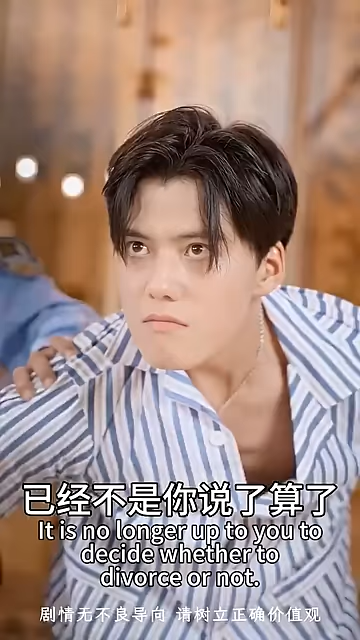 已经不是你说了算了
It is no longer up to you to
decide whether to
divorce or not.
剧情无不良导向 请树立正确价值观